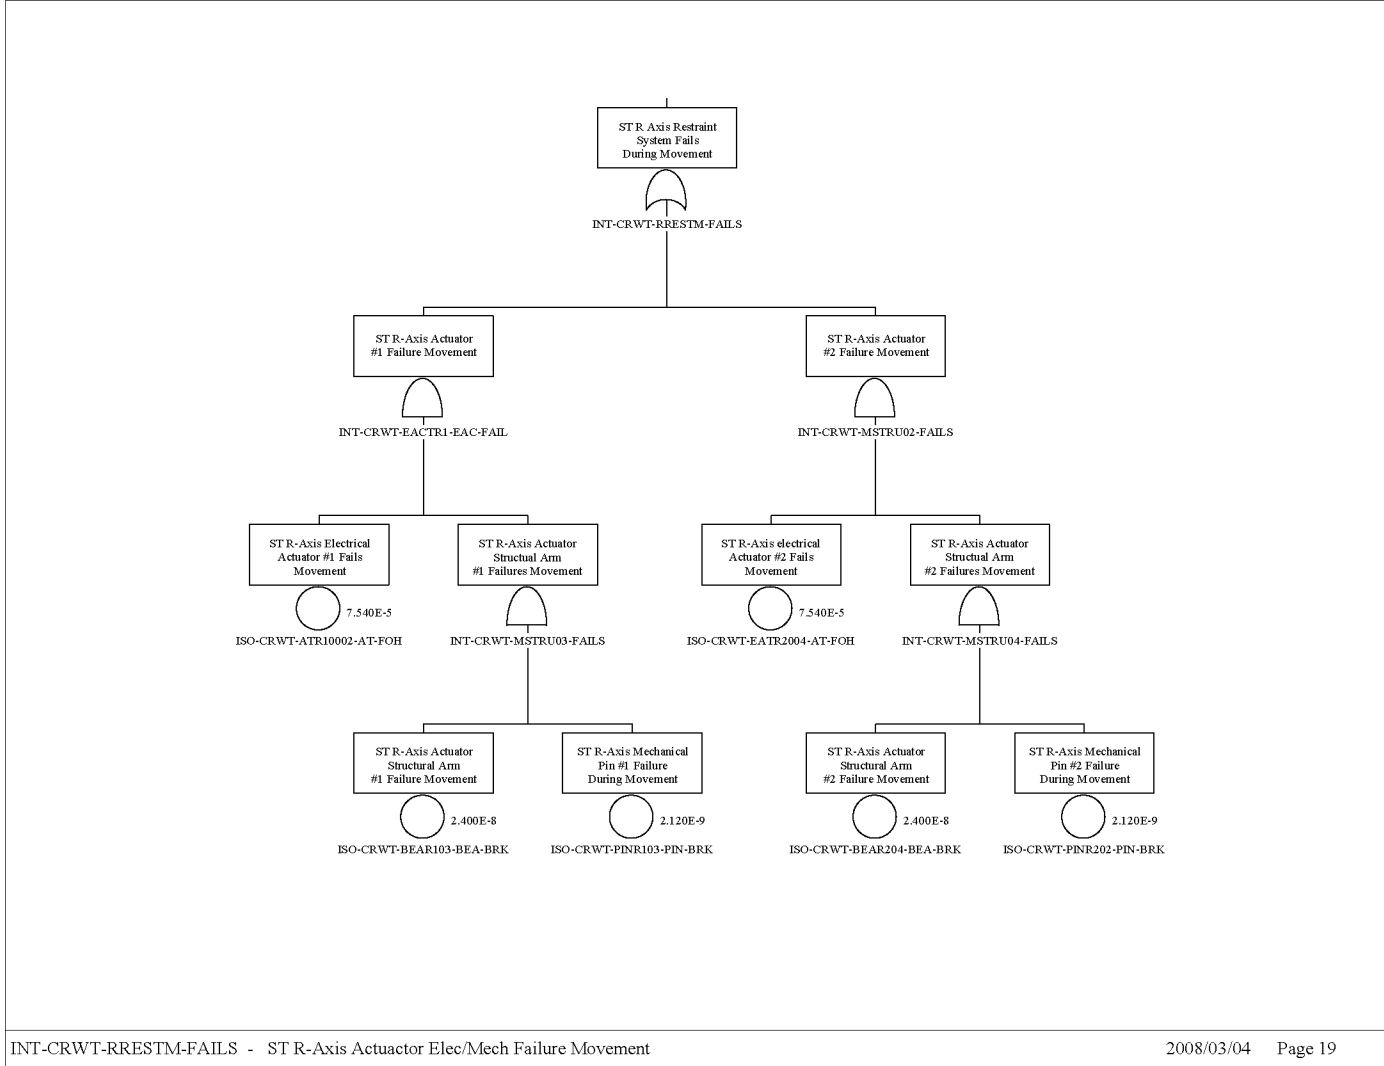 ST R Axis Restraint
System Fails
During Movement
INT-CRWT-RRESTM-FAILS
ST R-Axis Actuator
#1 Failure Movement
INT-CRWT-EACTR1-EAC-FAIL
ST R-Axis Actuator
#2 Failure Movement
INT-CRWT-MSTRU02-FAILS
ST R-Axis Electrical
Actuator #1 Fails
Movement
7.540E-5
ISO-CRWT-ATR10002-AT-FOH
ST R-Axis Actuator
Structual Arm
#1 Failures Movement
INT-CRWT-MSTRU03-FAILS
ST R-Axis electrical
Actuator #2 Fails
Movement
7.540E-5
ISO-CRWT-EATR2004-AT-FOH
ST R-Axis Actuator
Structual Arm
#2 Failures Movement
INT-CRWT-MSTRU04-FAILS
ST R-Axis Actuator
Structural Arm
#1 Failure Movement
2.400E-8
ISO-CRWT-BEAR103-BEA-BRK
ST R-Axis Mechanical
Pin #1 Failure
During Movement
2.120E-9
ISO-CRWT-PINR103-PIN-BRK
ST R-Axis Actuator
Structural Arm
#2 Failure Movement
2.400E-8
ISO-CRWT-BEAR204-BEA-BRK
ST R-Axis Mechanical
Pin #2 Failure
During Movement
2.120E-9
ISO-CRWT-PINR202-PIN-BRK
INT-CRWT-RRESTM-FAILS - ST R-Axis Actuactor Elec/Mech Failure Movement 2008/03/04 Page 19